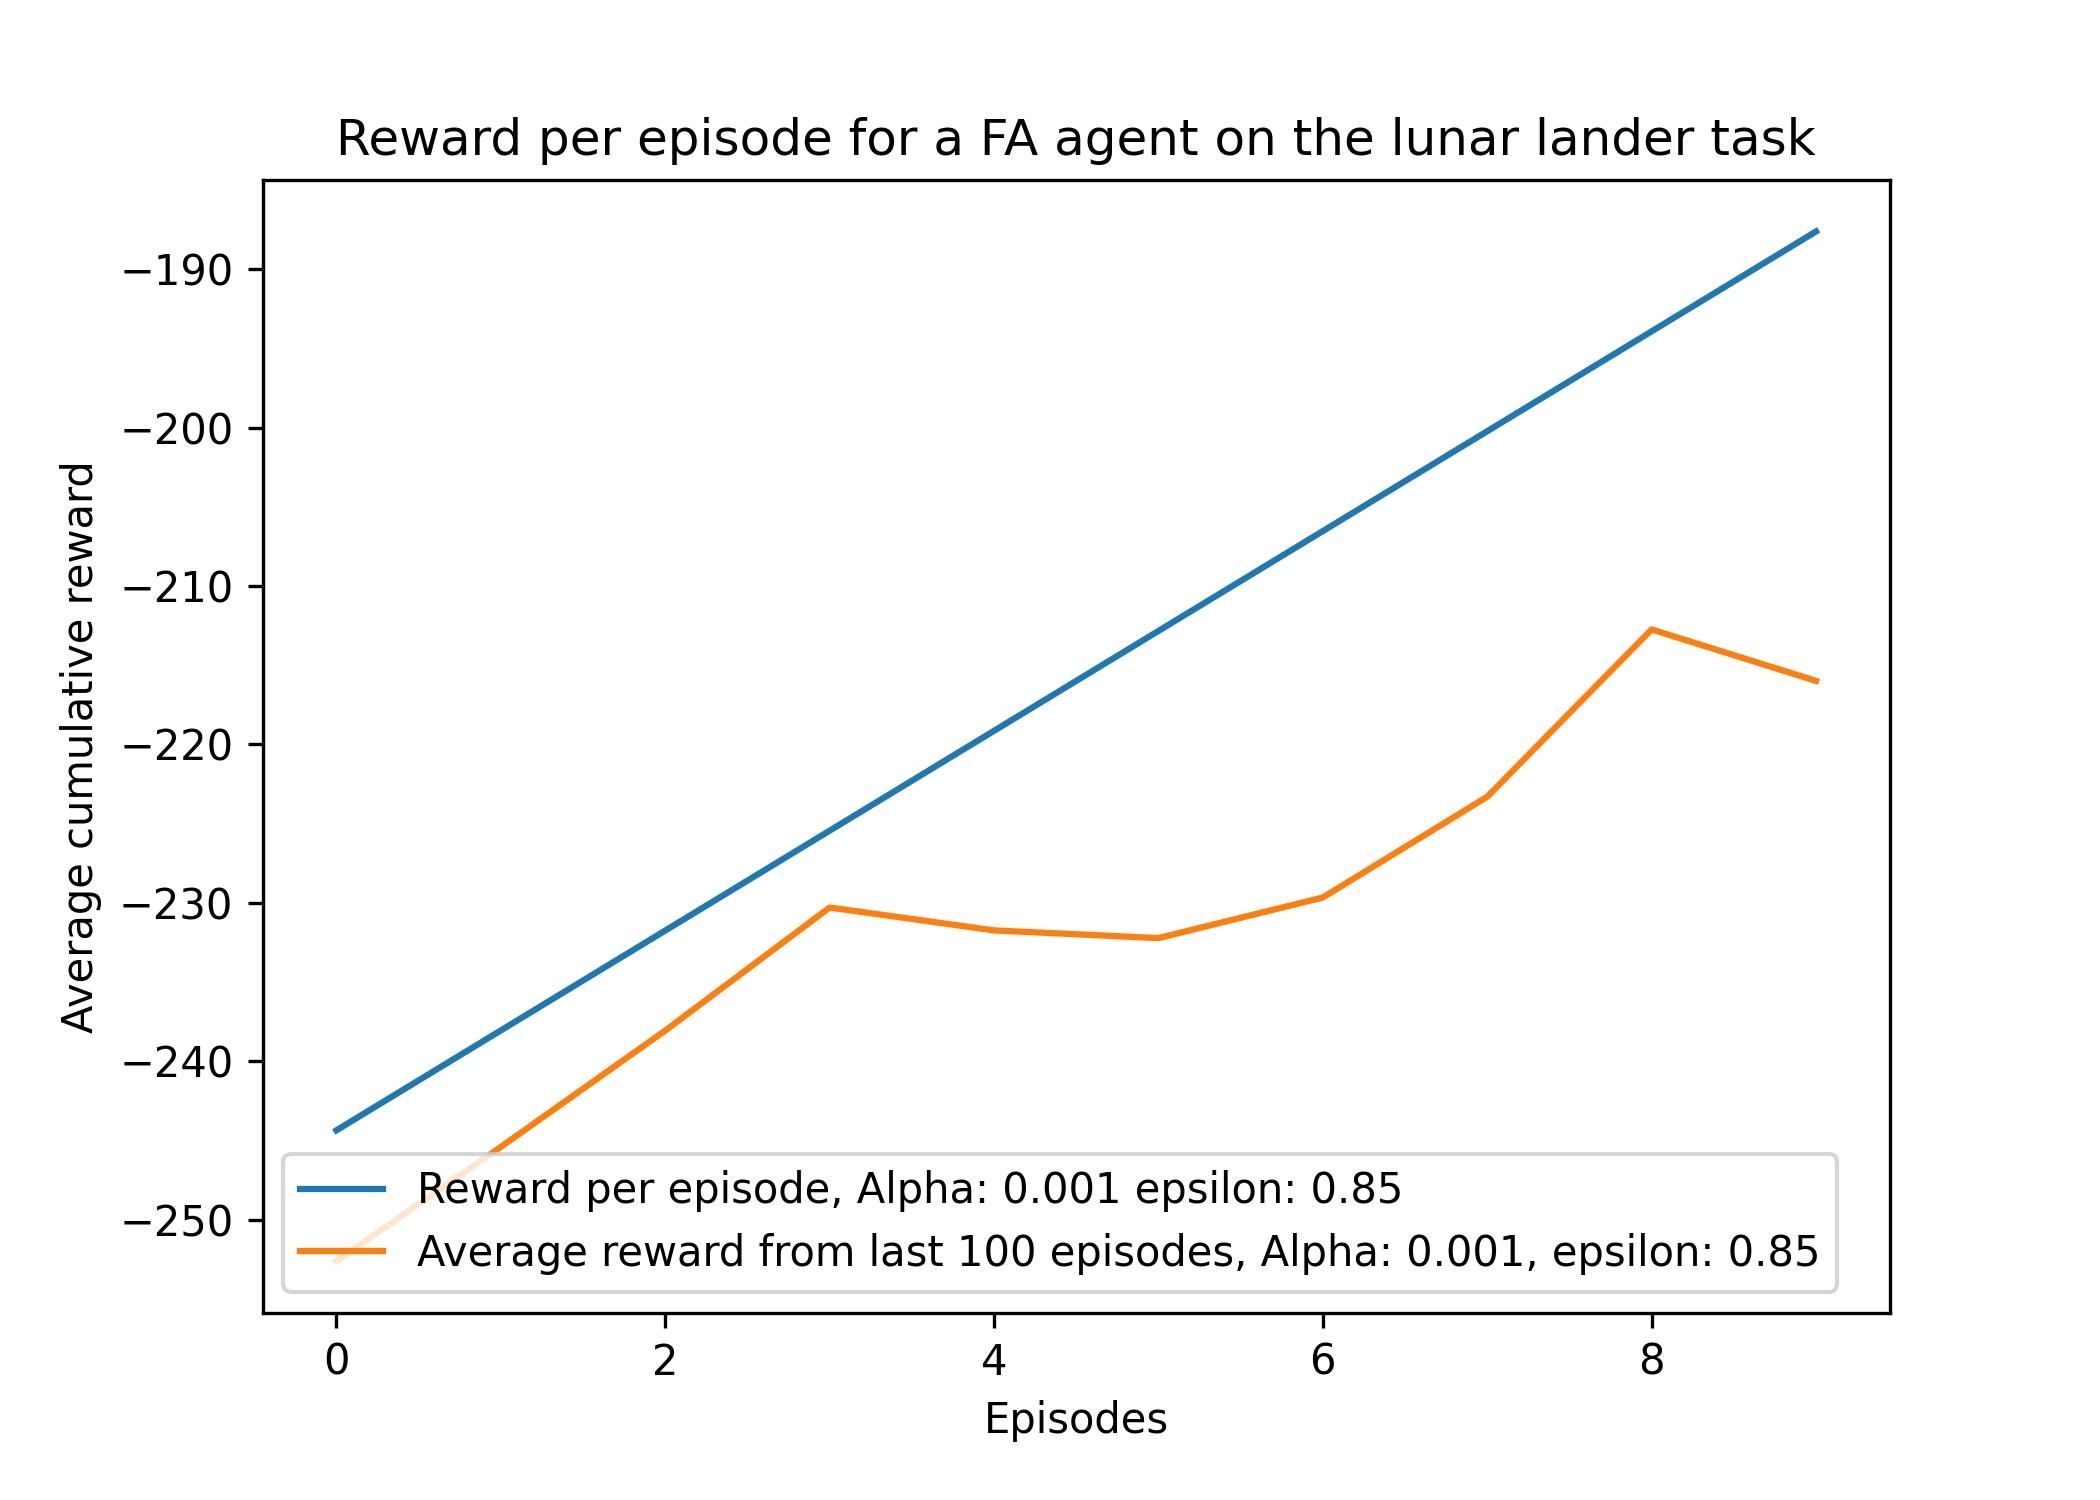 Reward per episode for a FA agent on the lunar lander task
Average cumulative reward
−190
−200
−210
−220
−230
−240
−250
Reward per episode, Alpha: 0.001 epsilon: 0.85
Average reward from last 100 episodes, Alpha: 0.001, epsilon: 0.85
0 2 4 6 8
Episodes